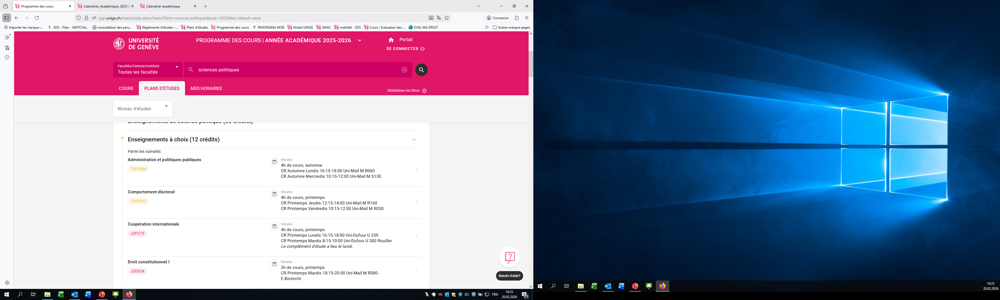 Programme des cours
Calendrier_Academique_2025-2
Calendrier académique
pgc.unige.ch/main/study-plans?searchTerm=sciences politiques&year=2025&fac=default-value
Connexion
Importer les marque-...
SDS - Files - SWITCHd...
consultation des pers...
Règlements d'études -...
Plans d'études
Programme des cours
PANORAMA MOB
Portail UNIGE
SMAC
mobilité - SDS
Cours : Evaluation des ...
EVAL MA DROIT
Autres marque-pages
UNIVERSITÉ
DE GENÈVE
PROGRAMME DES COURS | ANNÉE ACADÉMIQUE 2025-2026
Portail
SE CONNECTER
Facultés/Centres/Instituts
Toutes les facultés
sciences politiques
COURS
PLANS D'ÉTUDES
MES HORAIRES
Réinitialiser les filtres
Niveau d'études
Enseignements à choix (12 crédits)
Parmi les suivants:
Administration et politiques publiques
T207034
Horaire
4h de cours, automne
CR Automne Lundis 16:15-18:00 Uni-Mail M R060
CR Automne Mercredis 10:15-12:00 Uni-Mail M S130
Comportement électoral
T207012
Horaire
4h de cours, printemps
CR Printemps Jeudis 12:15-14:00 Uni-Mail M R160
CR Printemps Vendredis 10:15-12:00 Uni-Mail M R030
Coopération internationale
J2P273
Horaire
4h de cours, printemps
CR Printemps Lundis 16:15-18:00 Uni-Dufour U 259
CR Printemps Mardis 8:15-10:00 Uni-Dufour U 300 Rouiller
Le complément d'étude a lieu le lundi.
Droit constitutionnel I
J2D034
Horaire
2h de cours, printemps
CR Printemps Mardis 18:15-20:00 Uni-Mail M R080 -
E.Boninchi
Besoin d'aide?
FRA
10:25
20.02.2026
23
10:25
20.02.2026